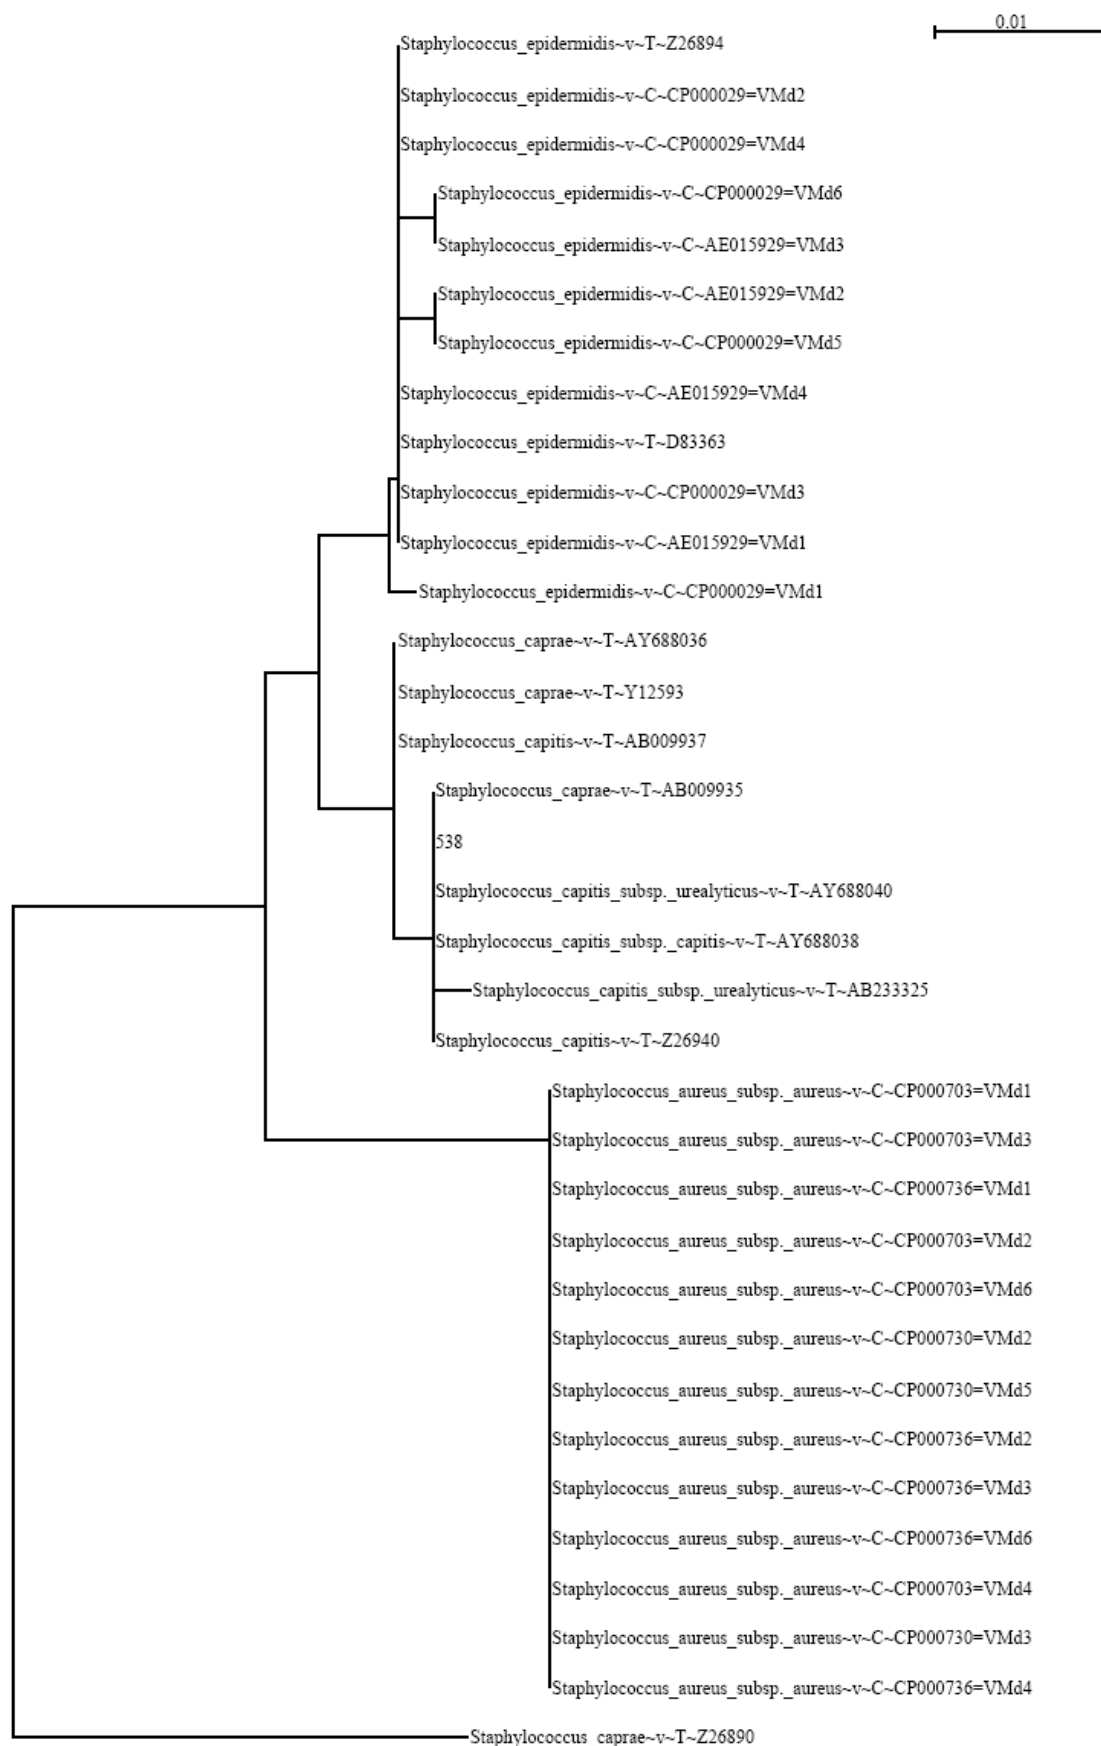 0.01
Staphylococcus_epidermidis~v~T~Z26894
Staphylococcus_epidermidis~v~C~CP000029=VMd2
Staphylococcus_epidermidis~v~C~CP000029=VMd4
Staphylococcus_epidermidis~v~C~CP000029=VMd6
Staphylococcus_epidermidis~v~C~AE015929=VMd3
Staphylococcus_epidermidis~v~C~AE015929=VMd2
Staphylococcus_epidermidis~v~C~CP000029=VMd5
Staphylococcus_epidermidis~v~C~AE015929=VMd4
Staphylococcus_epidermidis~v~T~D83363
Staphylococcus_epidermidis~v~C~CP000029=VMd3
Staphylococcus_epidermidis~v~C~AE015929=VMd1
Staphylococcus_epidermidis~v~C~CP000029=VMd1
Staphylococcus_caprae~v~T~AY688036
Staphylococcus_caprae~v~T~Y12593
Staphylococcus_capitis~v~T~AB009937
Staphylococcus_caprae~v~T~AB009935
538
Staphylococcus_capitis_subsp._urealyticus~v~T~AY688040
Staphylococcus_capitis_subsp._capitis~v~T~AY688038
Staphylococcus_capitis_subsp._urealyticus~v~T~AB233325
Staphylococcus_capitis~v~T~Z26940
Staphylococcus_aureus_subsp._aureus~v~C~CP000703=VMd1
Staphylococcus_aureus_subsp._aureus~v~C~CP000703=VMd3
Staphylococcus_aureus_subsp._aureus~v~C~CP000736=VMd1
Staphylococcus_aureus_subsp._aureus~v~C~CP000703=VMd2
Staphylococcus_aureus_subsp._aureus~v~C~CP000703=VMd6
Staphylococcus_aureus_subsp._aureus~v~C~CP000730=VMd2
Staphylococcus_aureus_subsp._aureus~v~C~CP000730=VMd5
Staphylococcus_aureus_subsp._aureus~v~C~CP000736=VMd2
Staphylococcus_aureus_subsp._aureus~v~C~CP000736=VMd3
Staphylococcus_aureus_subsp._aureus~v~C~CP000736=VMd6
Staphylococcus_aureus_subsp._aureus~v~C~CP000703=VMd4
Staphylococcus_aureus_subsp._aureus~v~C~CP000730=VMd3
Staphylococcus_aureus_subsp._aureus~v~C~CP000736=VMd4
Staphylococcus_caprae~v~T~Z26890